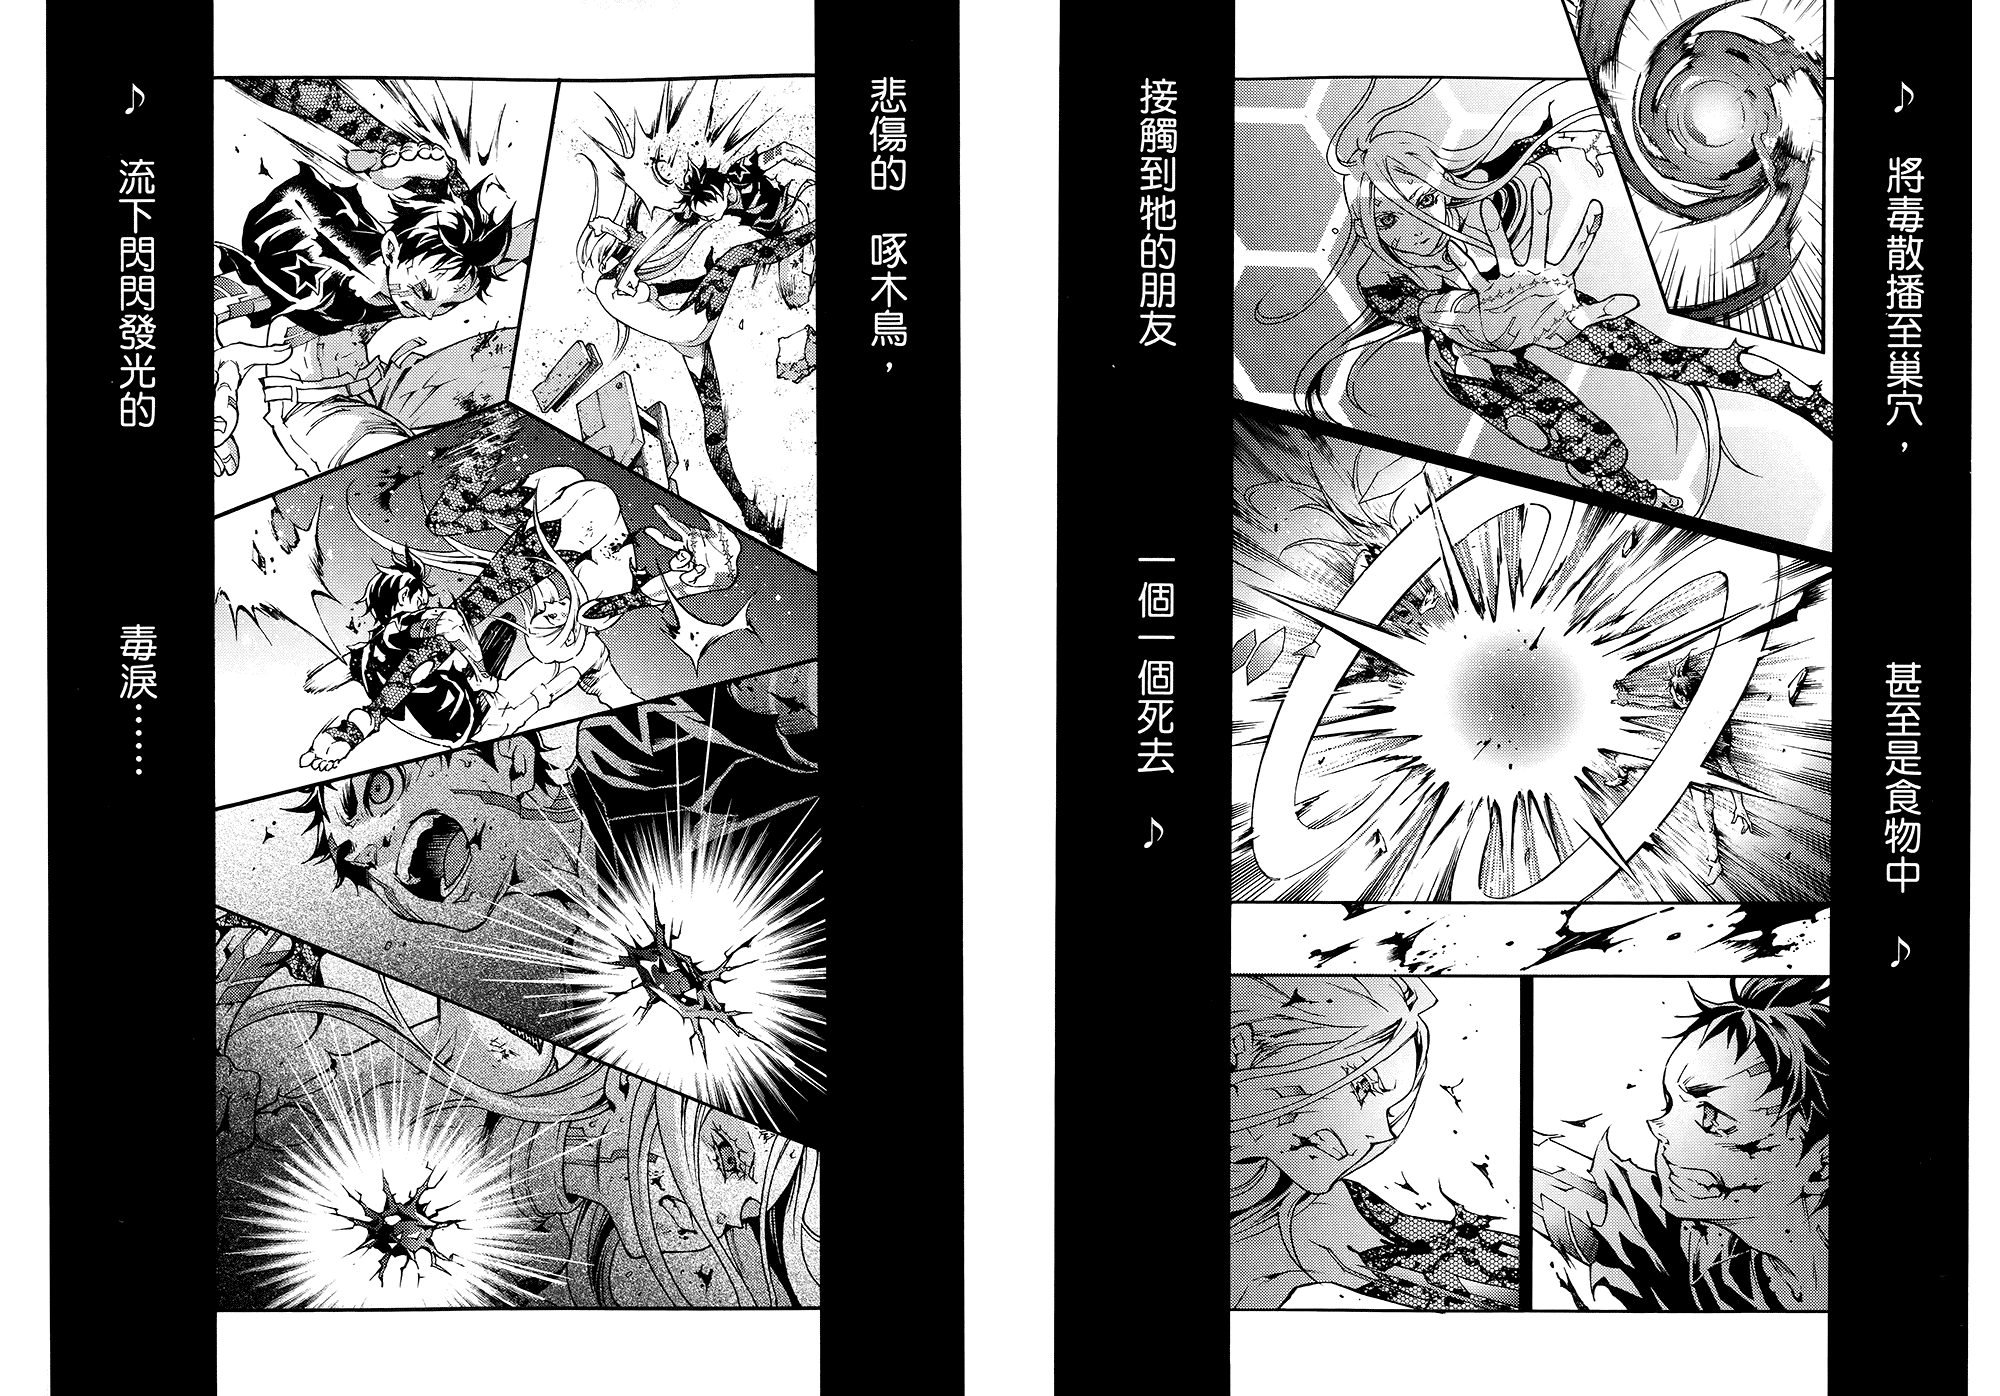 ♪ 將毒散播至巢穴, 甚至是食物中 ♪
接觸到牠的朋友 一個一個死去 ♪
悲傷的 啄木鳥,
♪ 流下閃閃發光的 毒淚……